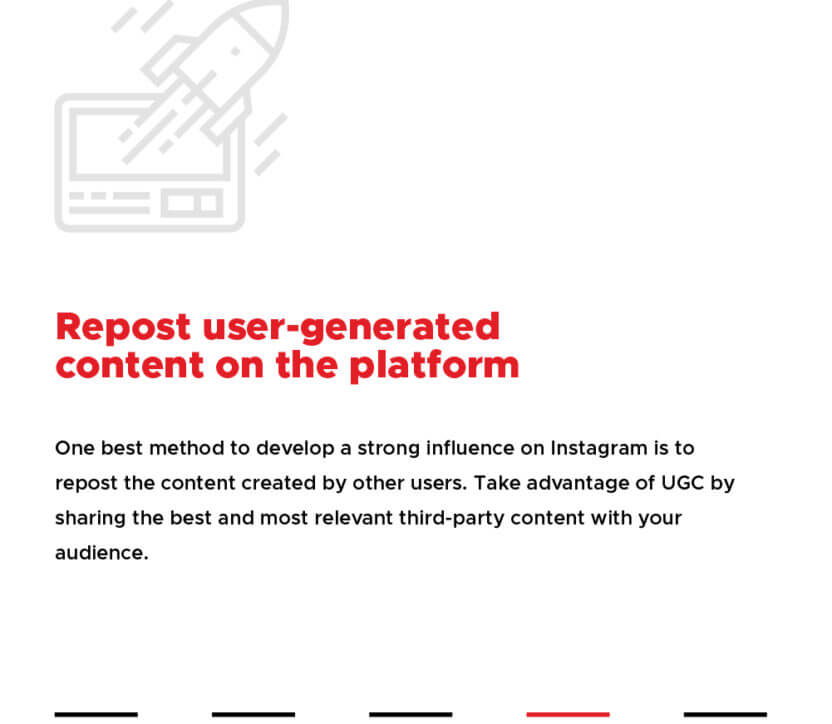 Repost user-generated
content on the platform
One best method to develop a strong influence on Instagram is to
repost the content created by other users. Take advantage of UGC by
sharing the best and most relevant third-party content with your
audience.